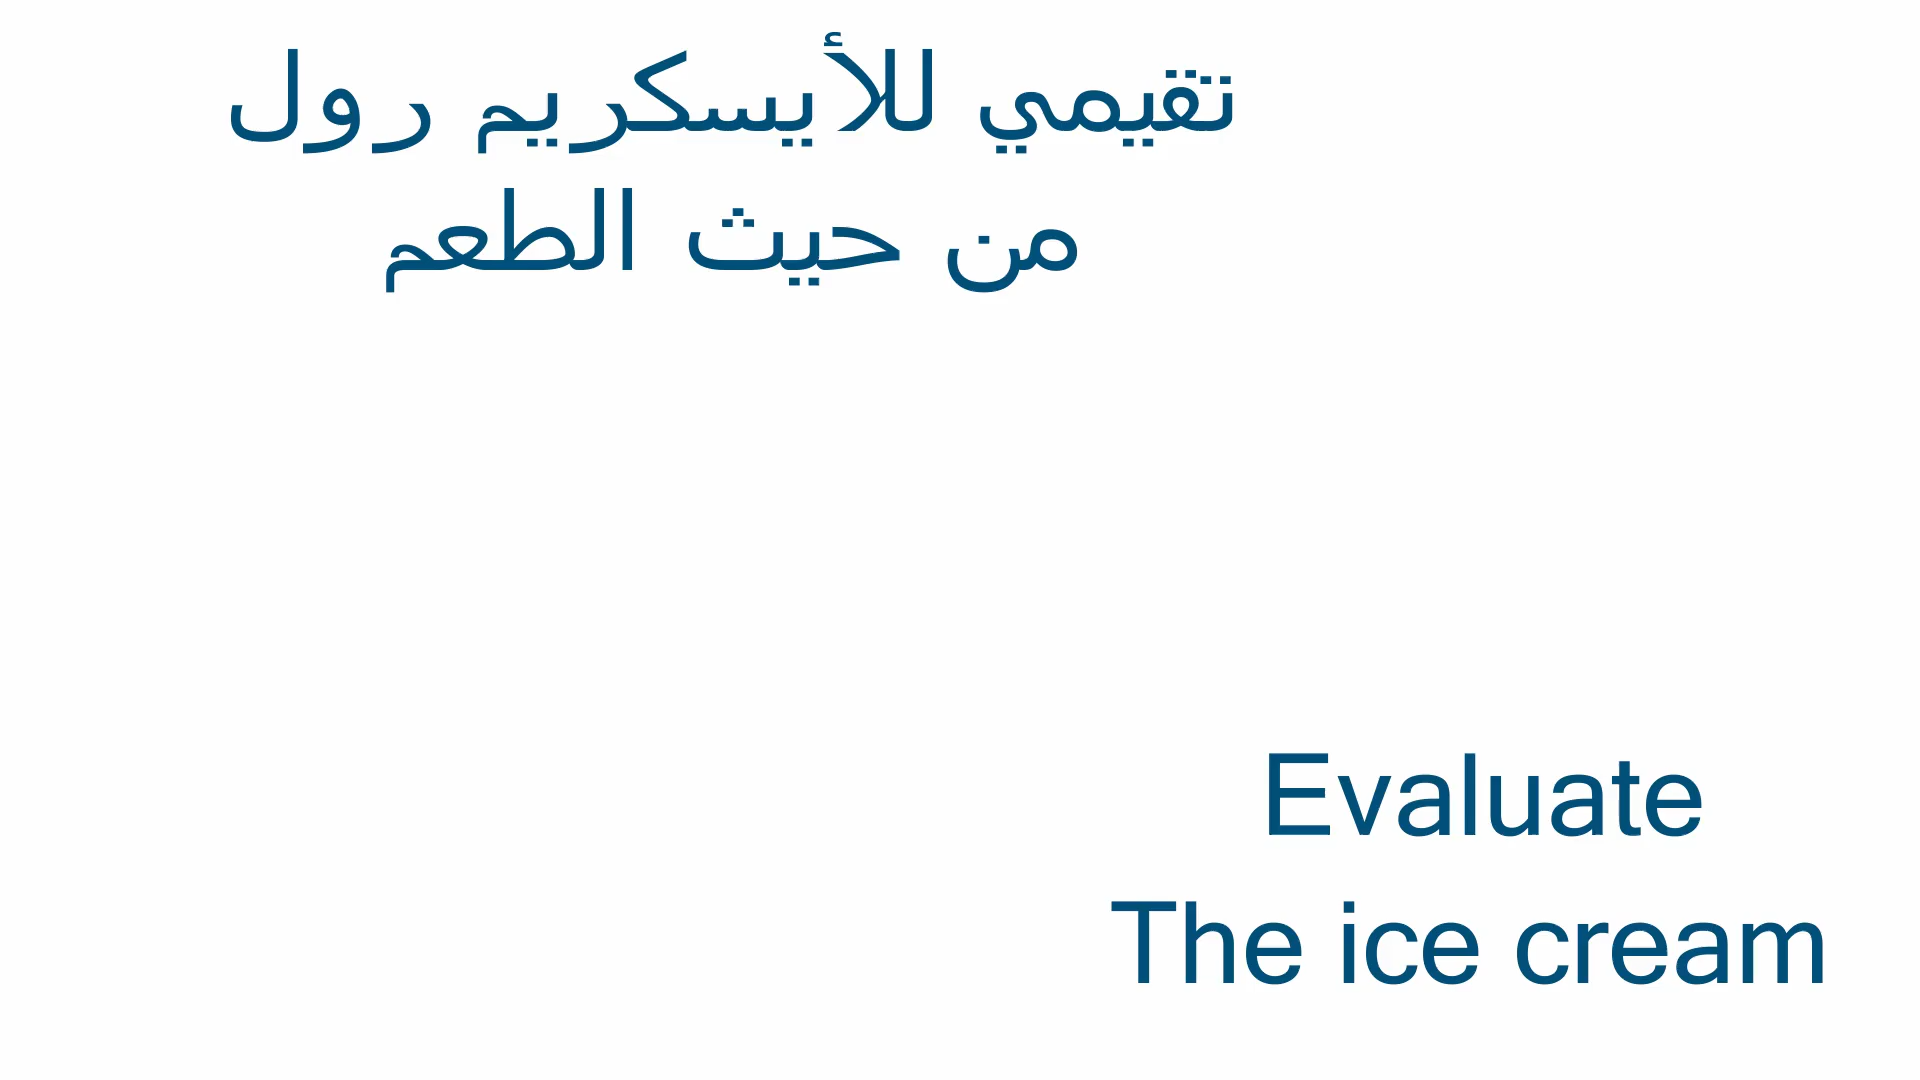 تقيمي للأيسكريم رول
من حيث الطعم
Evaluate
The ice cream